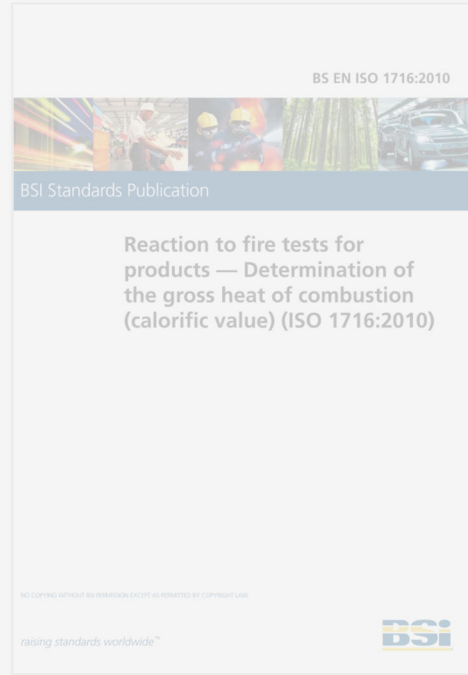 BS EN ISO 1716:2010
BSI Standards Publication
Reaction to fire tests for
products — Determination of
the gross heat of combustion
(calorific value) (ISO 1716:2010)
NO COPYING WITHOUT BSI PERMISSION EXCEPT AS PERMITTED BY COPYRIGHT LAW
raising standards worldwide™
BSi